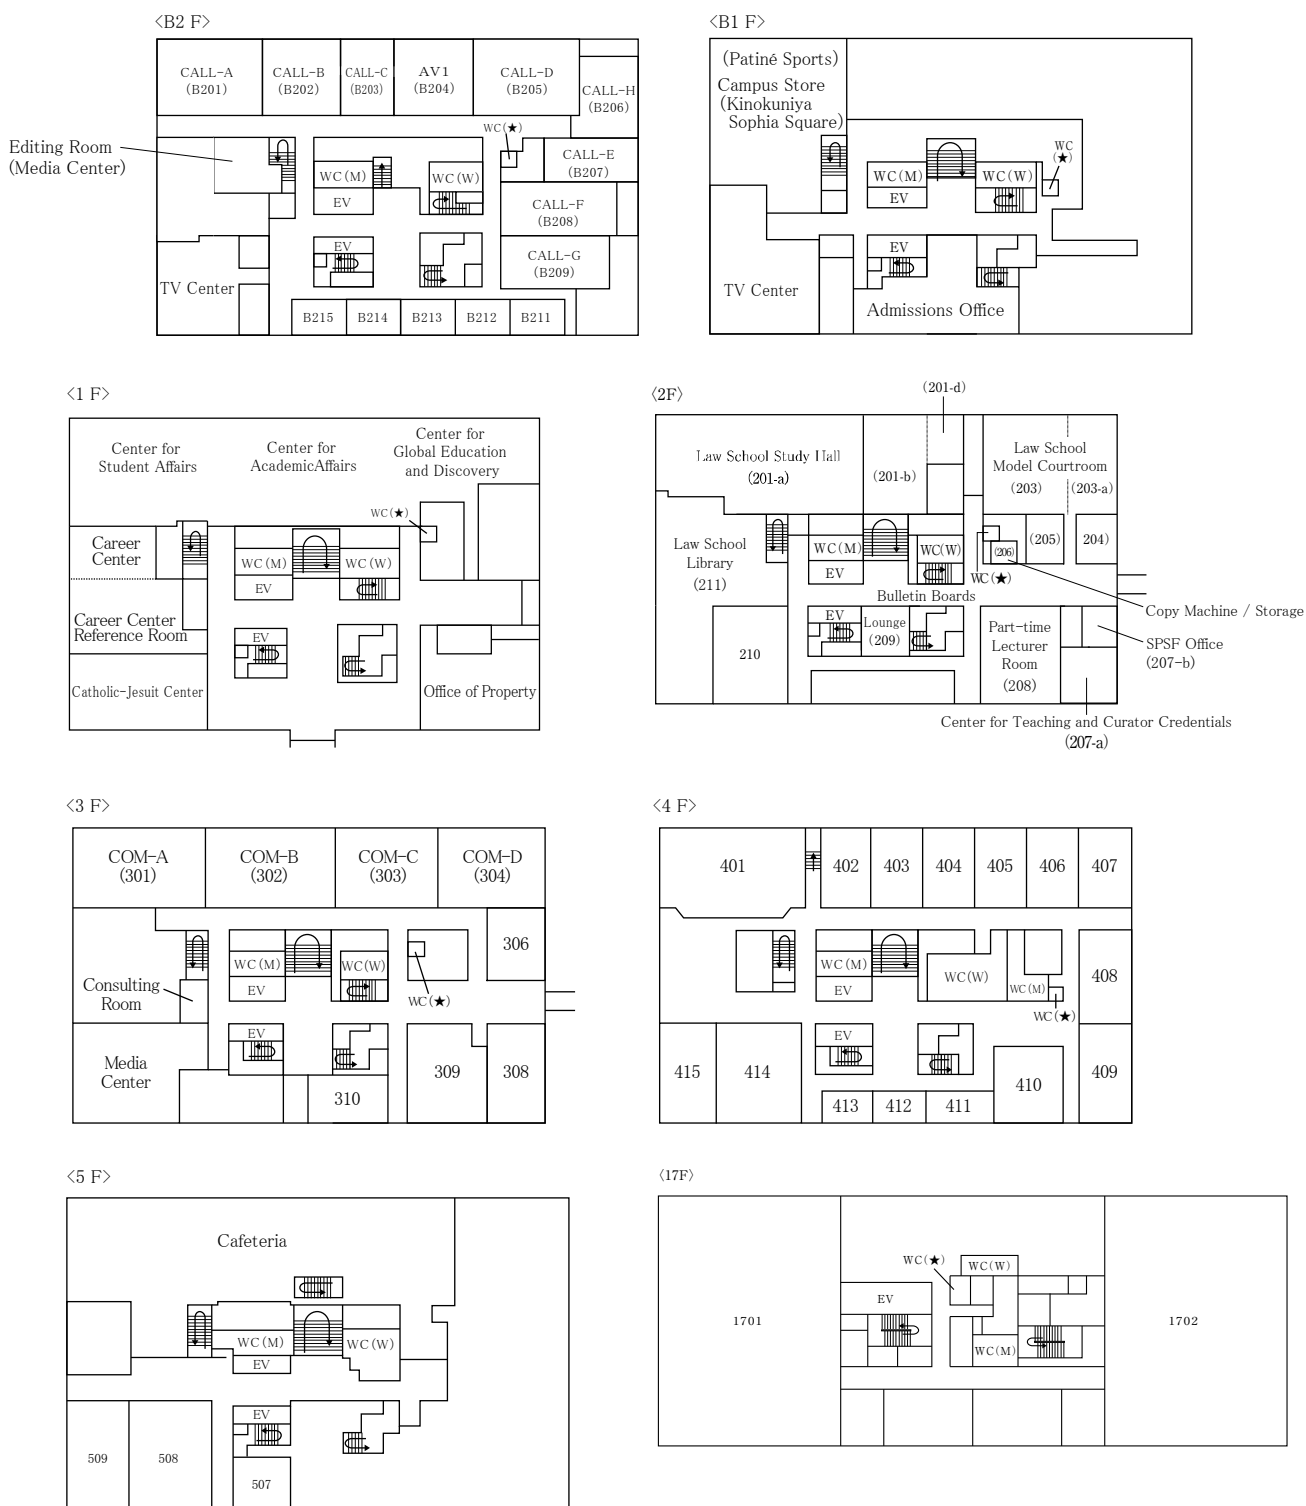 <B2 F>
CALL-A
(B201)
CALL-B
(B202)
CALL-C
(B203)
AV1
(B204)
CALL-D
(B205)
CALL-H
(B206)
WC(★)
Editing Room
(Media Center)
CALL-E
(B207)
WC(M)
WC(W)
EV
CALL-F
(B208)
EV
CALL-G
(B209)
TV Center
B215
B214
B213
B212
B211
<B1 F>
(Patiné Sports)
Campus Store
(Kinokuniya
Sophia Square)
WC
(★)
WC(M)
WC(W)
EV
EV
TV Center
Admissions Office
<1 F>
Center for
Student Affairs
Center for
AcademicAffairs
Center for
Global Education
and Discovery
WC(★)
Career
Center
WC(M)
WC(W)
EV
Career Center
Reference Room
EV
Catholic-Jesuit Center
Office of Property
<2F>
(201-d)
Law School Study Hall
(201-a)
(201-b)
Law School
Model Courtroom
(203)
(203-a)
Law School
Library
(211)
WC(M)
WC(W)
(206)
(205)
204
EV
WC(★)
Bulletin Boards
Copy Machine / Storage
EV
Lounge
(209)
Part-time
Lecturer
Room
(208)
SPSF Office
(207-b)
210
Center for Teaching and Curator Credentials
(207-a)
<3 F>
COM-A
(301)
COM-B
(302)
COM-C
(303)
COM-D
(304)
306
WC(M)
WC(W)
Consulting
Room
EV
WC(★)
EV
Media
Center
309
308
310
<4 F>
401
402
403
404
405
406
407
WC(M)
WC(W)
WC(M)
408
EV
WC(★)
EV
415
414
410
409
413
412
411
<5 F>
Cafeteria
WC(M)
WC(W)
EV
EV
509
508
507
<17F>
WC(★)
WC(W)
EV
1701
1702
WC(M)